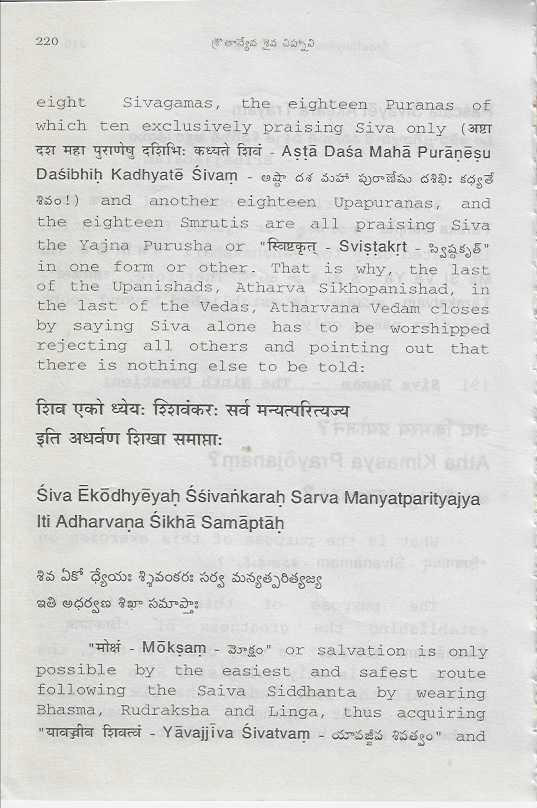 220 శ్రౌతాన్యేవ శైవ చిహ్నాని
eight Sivagamas, the eighteen Puranas of
which ten exclusively praising Siva only (अष्टा
दश महा पुराणेषु दशिभिः कध्यते शिवं - Aṣṭā Daśa Mahā Purāṇeṣu
Daśibhiḥ Kadhyatē Śivaṃ - అష్టా దశ మహా పురాణేషు దశిభిః కధ్యతే
శివం!) and another eighteen Upapuranas, and
the eighteen Smrutis are all praising Siva
the Yajna Purusha or "स्विष्टकृत् - Sviṣṭakṛt - స్విష్టకృత్"
in one form or other. That is why, the last
of the Upanishads, Atharva Sikhopanishad, in
the last of the Vedas, Atharvana Vedam closes
by saying Siva alone has to be worshipped
rejecting all others and pointing out that
there is nothing else to be told:
शिव एको ध्येयः श्शिवंकरः सर्व मन्यत्परित्यज्य
इति अधर्वण शिखा समाप्ताः
Śiva Ēkōdhyēyaḥ Śśivaṅkaraḥ Sarva Manyatparityajya
Iti Adharvaṇa Śikhā Samāptāḥ
శివ ఏకో ధ్యేయః శ్శివంకరః సర్వ మన్యత్పరిత్యజ్య
ఇతి అధర్వణ శిఖా సమాప్తాః
"मोक्षं - Mōkṣaṃ - మోక్షం" or salvation is only
possible by the easiest and safest route
following the Saiva Siddhanta by wearing
Bhasma, Rudraksha and Linga, thus acquiring
"यावज्जीव शिवत्वं - Yāvajjīva Śivatvaṃ - యావజ్జీవ శివత్వం" and